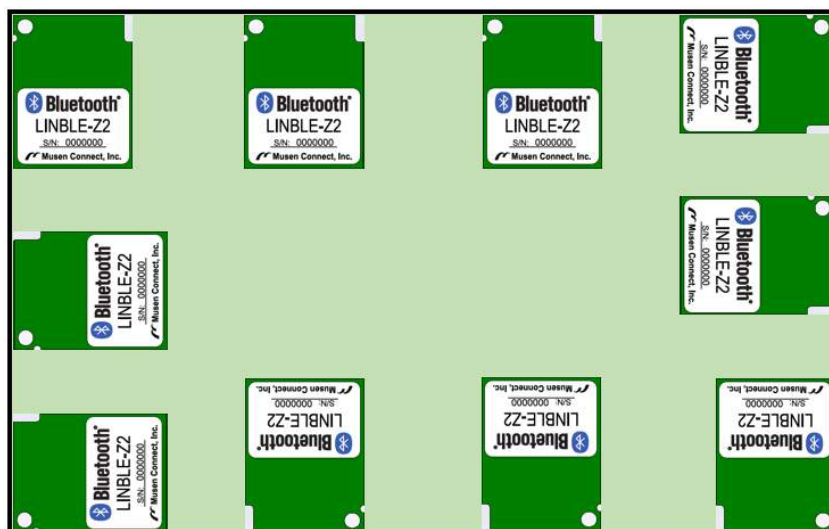 Bluetooth®
LINBLE-Z2
S/N: 0000000
Musen Connect, Inc.
Bluetooth®
LINBLE-Z2
S/N: 0000000
Musen Connect, Inc.
Bluetooth®
LINBLE-Z2
S/N: 0000000
Musen Connect, Inc.
Bluetooth®
LINBLE-Z2
S/N: 0000000
Musen Connect, Inc.
Bluetooth®
LINBLE-Z2
S/N: 0000000
Musen Connect, Inc.
Bluetooth®
LINBLE-Z2
S/N: 0000000
Musen Connect, Inc.
Bluetooth®
LINBLE-Z2
S/N: 0000000
Musen Connect, Inc.
Bluetooth®
LINBLE-Z2
S/N: 0000000
Musen Connect, Inc.
Bluetooth®
LINBLE-Z2
S/N: 0000000
Musen Connect, Inc.
Bluetooth®
LINBLE-Z2
S/N: 0000000
Musen Connect, Inc.